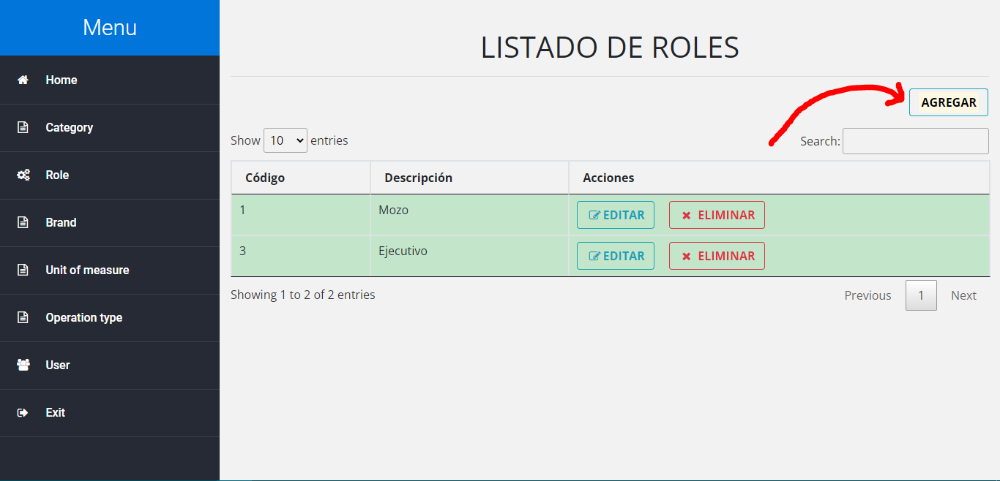 Menu
Home
Category
Role
Brand
Unit of measure
Operation type
User
Exit
LISTADO DE ROLES
AGREGAR
Show 10 entries Search:
Código Descripción Acciones
1 Mozo EDITAR ELIMINAR
3 Ejecutivo EDITAR ELIMINAR
Showing 1 to 2 of 2 entries Previous 1 Next